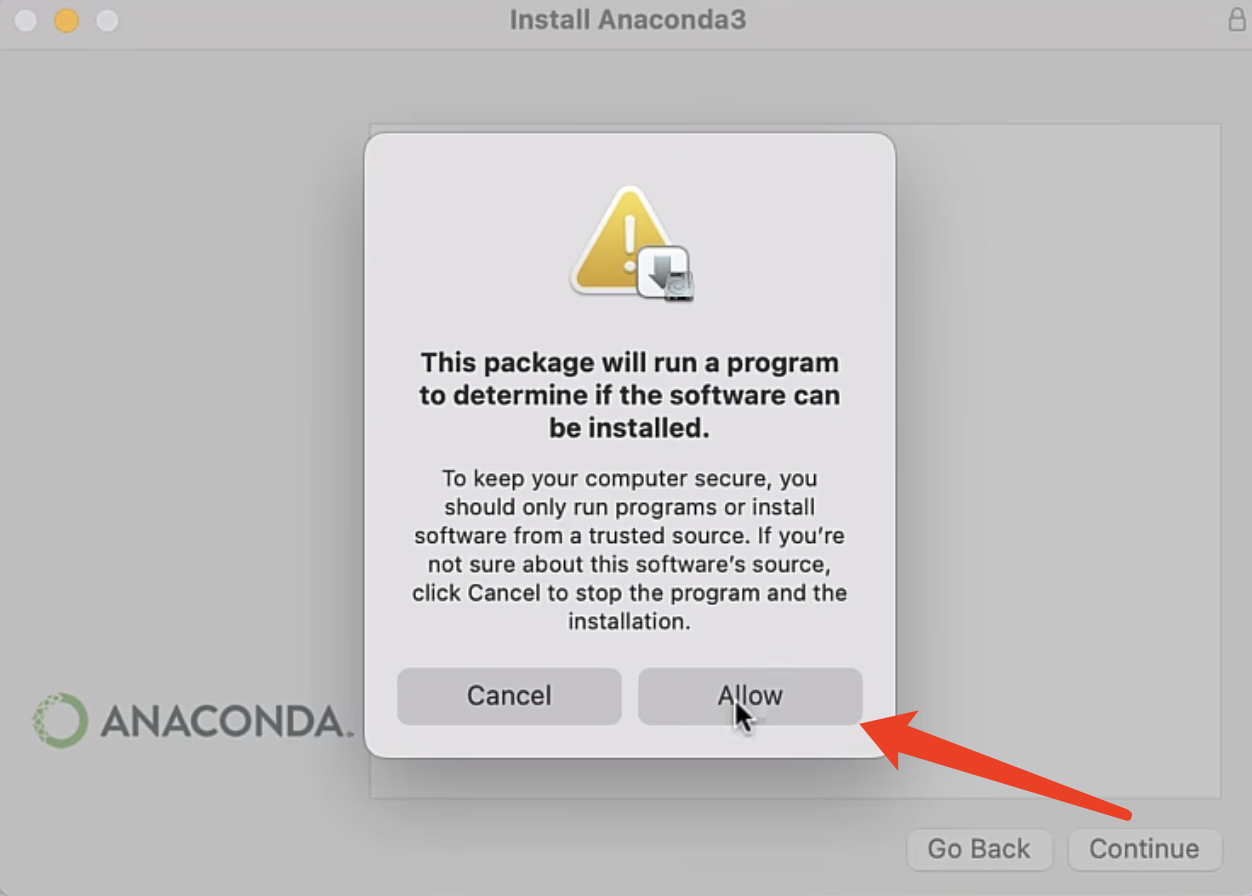 Install Anaconda3
This package will run a program
to determine if the software can
be installed.
To keep your computer secure, you
should only run programs or install
software from a trusted source. If you’re
not sure about this software’s source,
click Cancel to stop the program and the
installation.
Cancel Allow
ANACONDA.
Go Back Continue